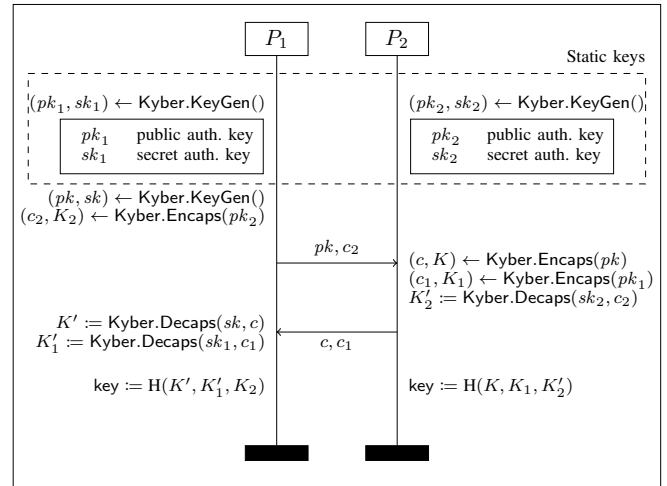 P₁ P₂
Static keys
(pk₁, sk₁) ← Kyber.KeyGen() (pk₂, sk₂) ← Kyber.KeyGen()
pk₁ public auth. key pk₂ public auth. key
sk₁ secret auth. key sk₂ secret auth. key
(pk, sk) ← Kyber.KeyGen()
(c₂, K₂) ← Kyber.Encaps(pk₂)
pk, c₂
(c, K) ← Kyber.Encaps(pk)
(c₁, K₁) ← Kyber.Encaps(pk₁)
K′₂ := Kyber.Decaps(sk₂, c₂)
K′ := Kyber.Decaps(sk, c)
K′₁ := Kyber.Decaps(sk₁, c₁)
c, c₁
key := H(K′, K′₁, K₂) key := H(K, K₁, K′₂)